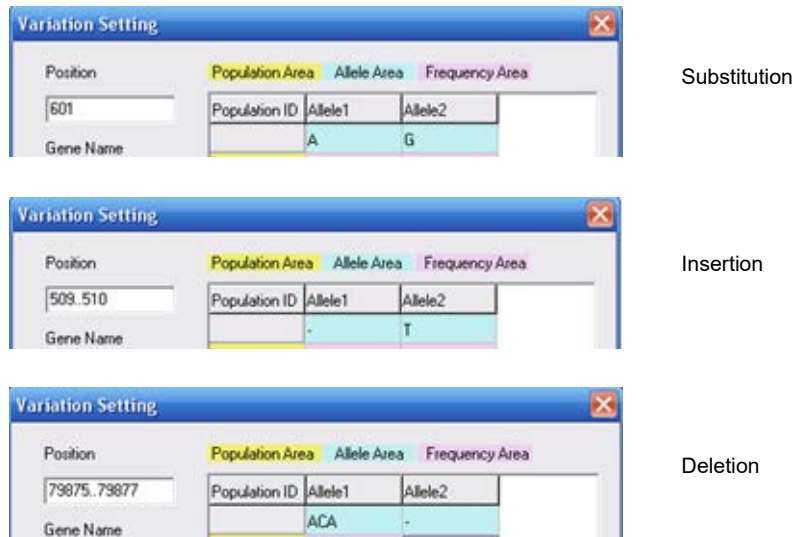 Variation Setting
Position Population Area Allele Area Frequency Area
Substitution
601 Population ID Allele1 Allele2
A G
Gene Name
Variation Setting
Position Population Area Allele Area Frequency Area
Insertion
509..510 Population ID Allele1 Allele2
- T
Gene Name
Variation Setting
Position Population Area Allele Area Frequency Area
Deletion
79875..79877 Population ID Allele1 Allele2
ACA -
Gene Name